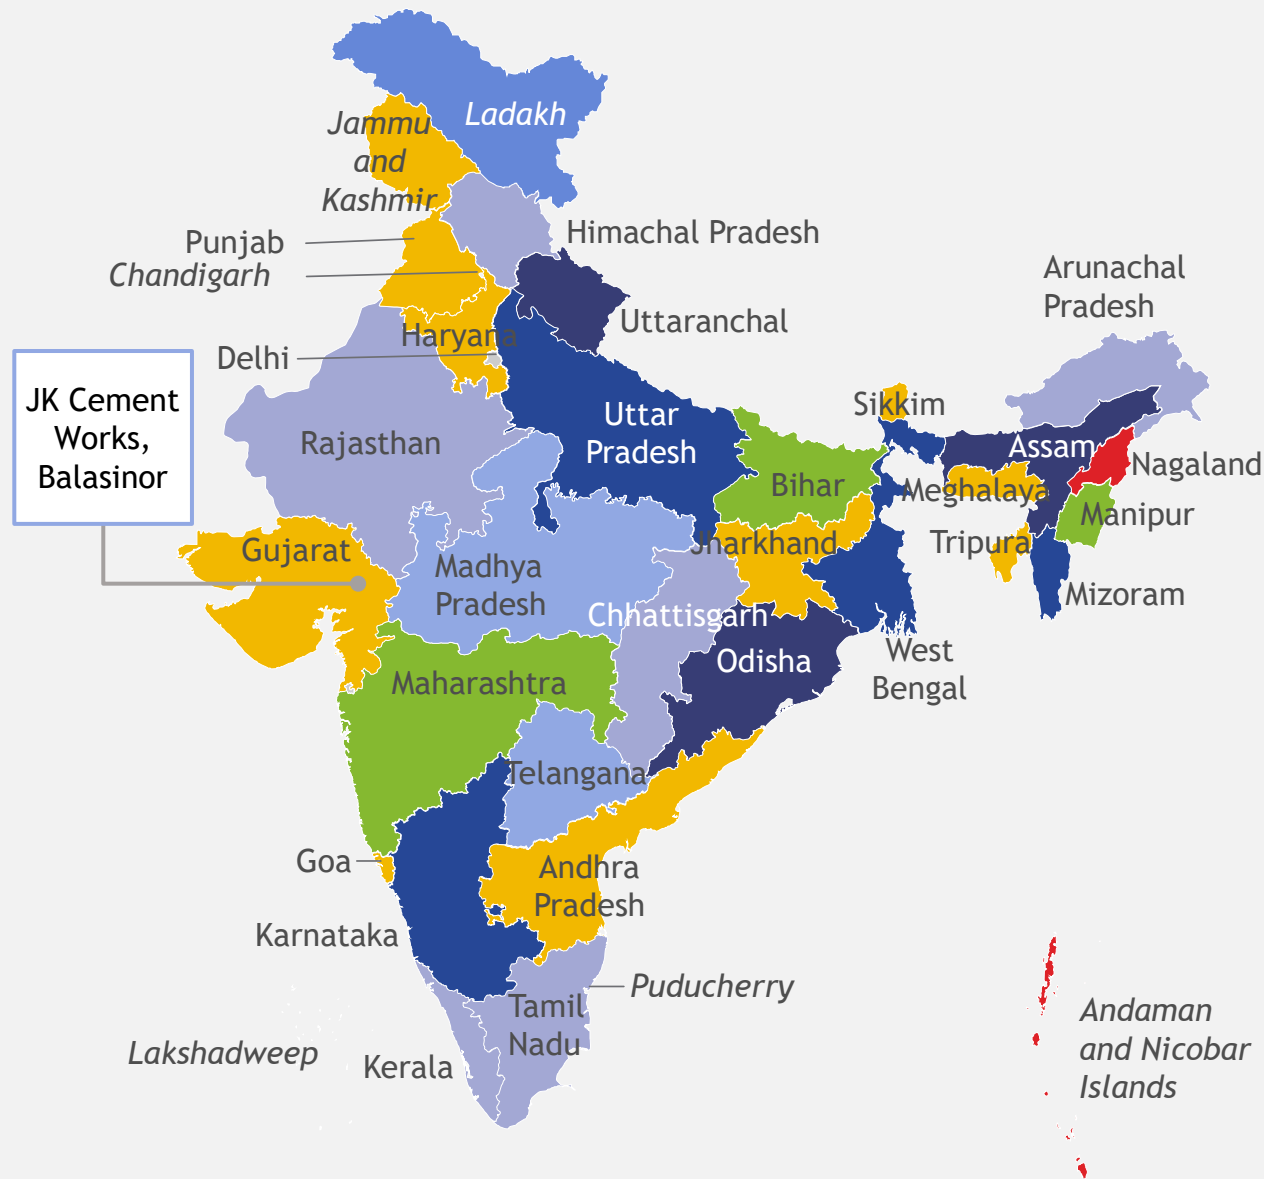 Ladakh
Jammu
and
Kashmir
Himachal Pradesh
Punjab
Chandigarh
Arunachal
Pradesh
Uttaranchal
Haryana
Delhi
JK Cement
Works,
Balasinor
Sikkim
Uttar
Pradesh
Rajasthan
Assam
Nagaland
Bihar
Meghalaya
Manipur
Gujarat
Jharkhand
Tripura
Madhya
Pradesh
Mizoram
Chhattisgarh
West
Bengal
Odisha
Maharashtra
Telangana
Goa
Andhra
Pradesh
Karnataka
Puducherry
Tamil
Nadu
Andaman
and Nicobar
Islands
Lakshadweep
Kerala